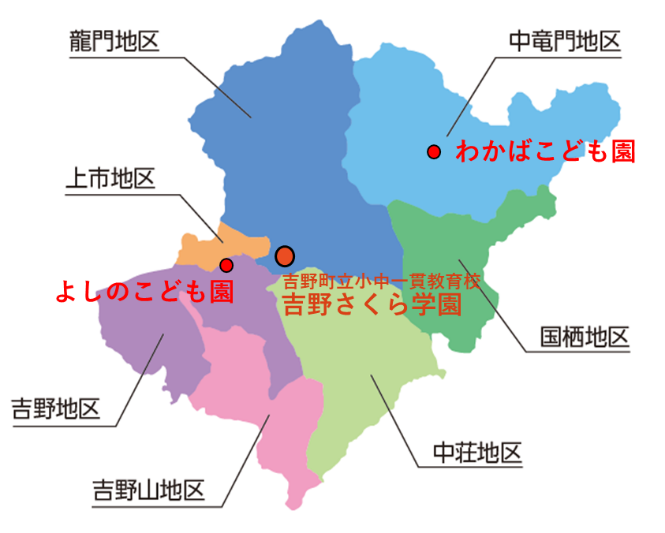 龍門地区
中竜門地区
わかばこども園
上市地区
吉野町立小中一貫教育校
よしのこども園
吉野さくら学園
国栖地区
吉野地区
中荘地区
吉野山地区